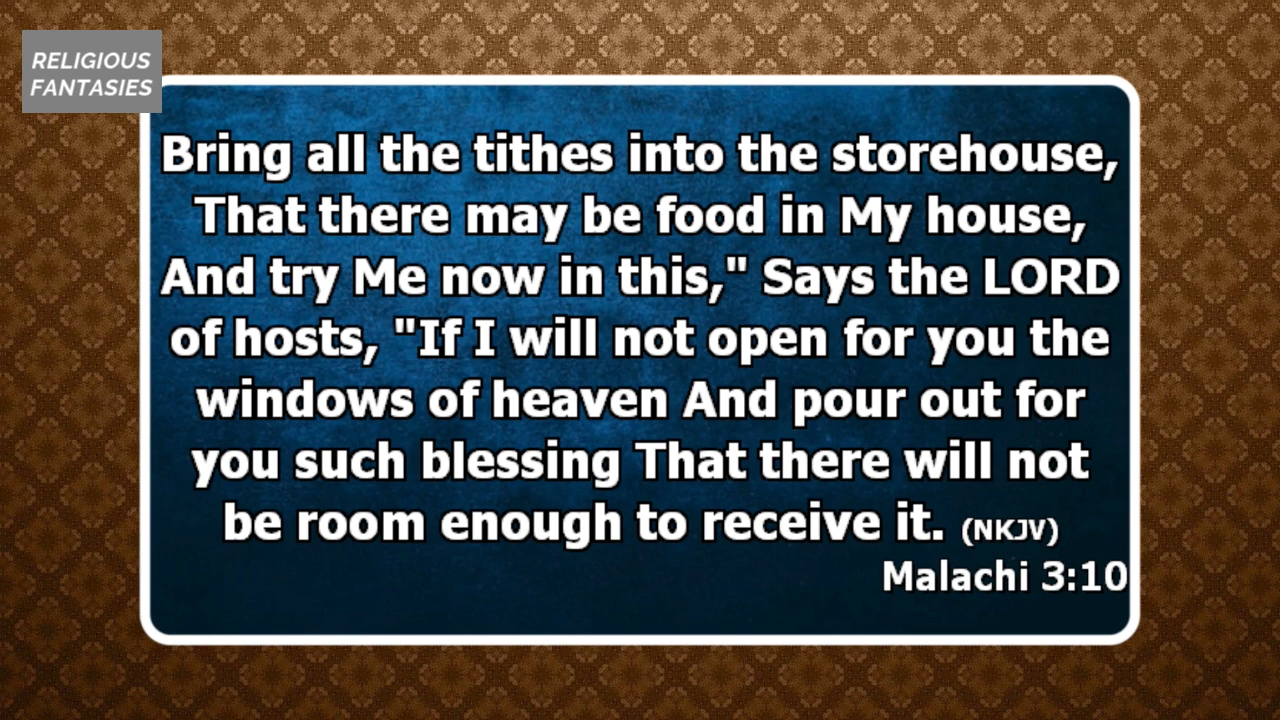 RELIGIOUS
FANTASIES
Bring all the tithes into the storehouse,
That there may be food in My house,
And try Me now in this," Says the LORD
of hosts, "If I will not open for you the
windows of heaven And pour out for
you such blessing That there will not
be room enough to receive it. (NKJV)
Malachi 3:10